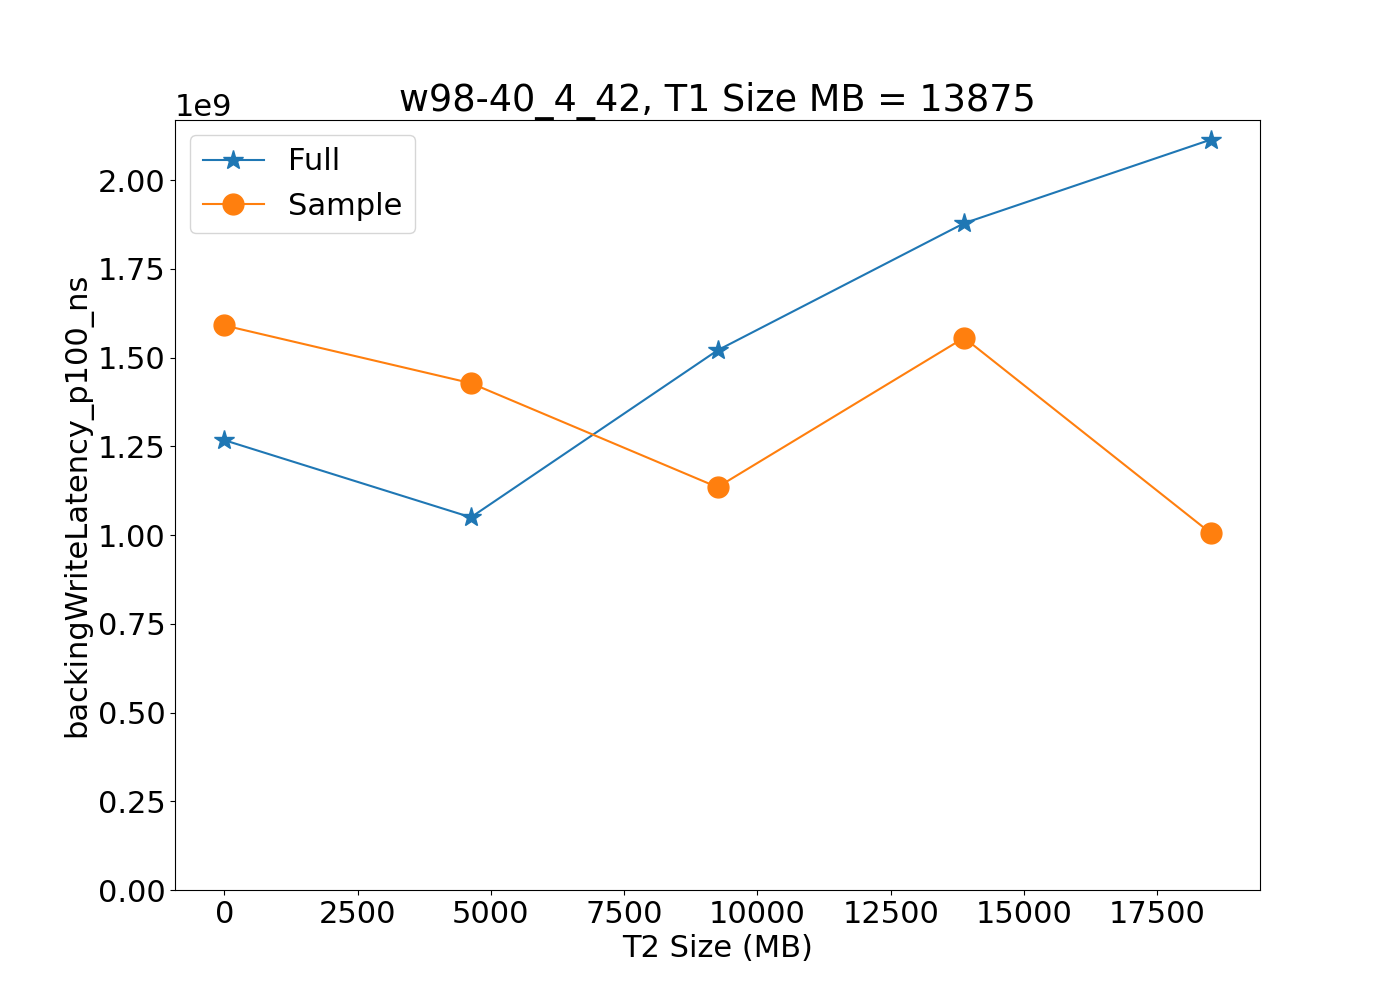 w98-40_4_42, T1 Size MB = 13875
1e9
Full
Sample
2.00
1.75
1.50
1.25
1.00
0.75
0.50
0.25
0.00
backingWriteLatency_p100_ns
0 2500 5000 7500 10000 12500 15000 17500
T2 Size (MB)